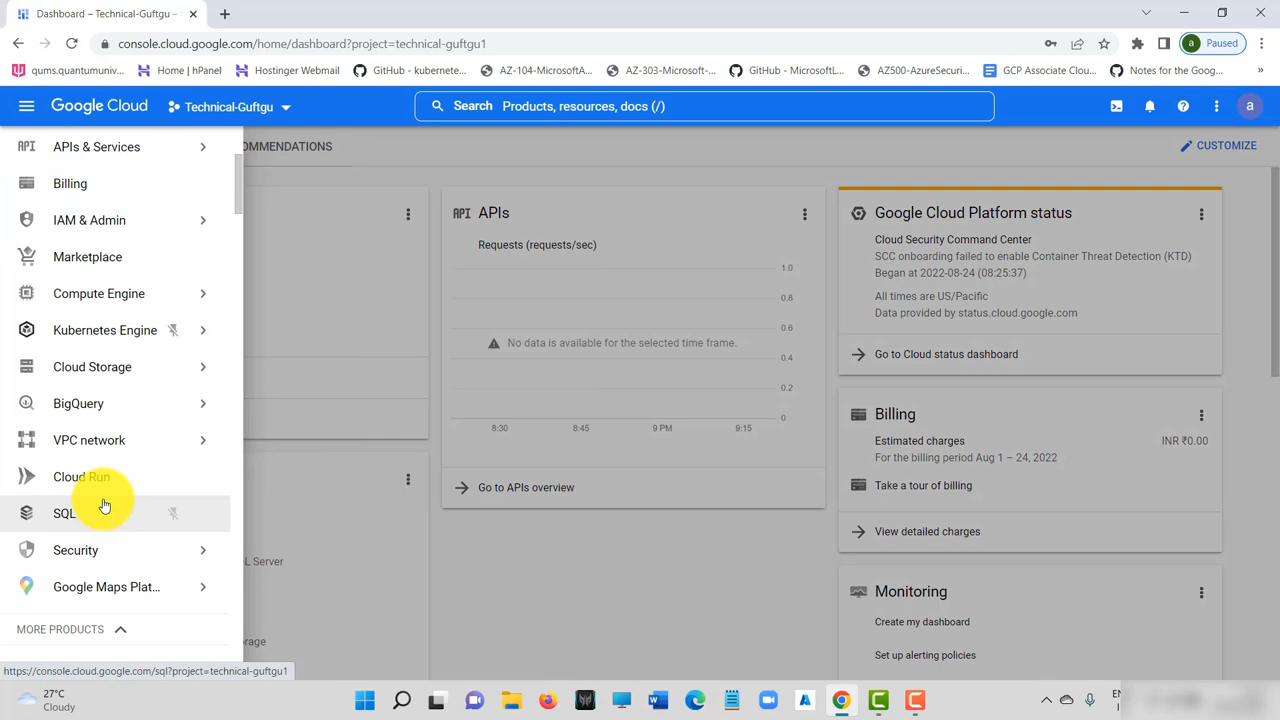 Dashboard – Technical-Guftgu –
console.cloud.google.com/home/dashboard?project=technical-guftgu1
a Paused
qums.quantumuniv...
Home | hPanel
Hostinger Webmail
GitHub - kubernete...
AZ-104-MicrosoftA...
AZ-303-Microsoft-...
GitHub - MicrosoftL...
AZ500-AzureSecuri...
GCP Associate Clou...
Notes for the Goog...
»
Google Cloud
Technical-Guftgu
Search Products, resources, docs (/)
a
API APIs & Services
Billing
IAM & Admin
Marketplace
Compute Engine
Kubernetes Engine
Cloud Storage
BigQuery
VPC network
Cloud Run
SQL
Security
Google Maps Plat...
MORE PRODUCTS
OMMENDATIONS
CUSTOMIZE
L Server
orage
API APIs
Requests (requests/sec)
1.0
0.8
0.6
No data is available for the selected time frame.
0.4
0.2
0
8:30 8:45 9 PM 9:15
Go to APIs overview
Google Cloud Platform status
Cloud Security Command Center
SCC onboarding failed to enable Container Threat Detection (KTD)
Began at 2022-08-24 (08:25:37)
All times are US/Pacific
Data provided by status.cloud.google.com
Go to Cloud status dashboard
Billing
Estimated charges INR ₹0.00
For the billing period Aug 1 – 24, 2022
Take a tour of billing
View detailed charges
Monitoring
Create my dashboard
Set up alerting policies
https://console.cloud.google.com/sql?project=technical-guftgu1
27°C
Cloudy